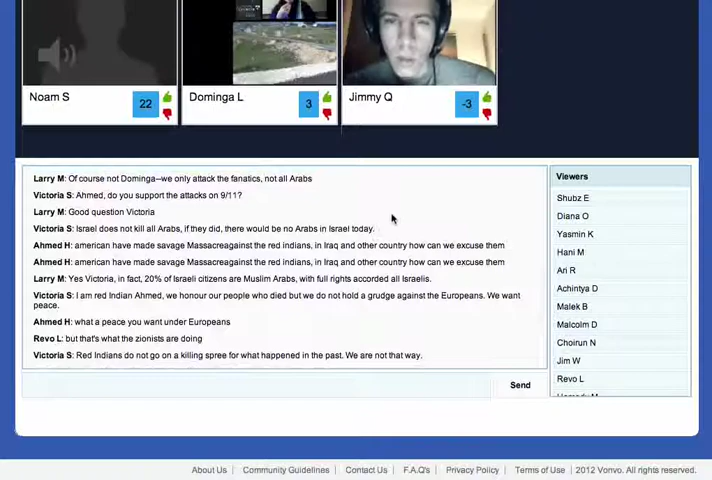 Noam S
22
Dominga L
3
Jimmy Q
-3
Larry M: Of course not Dominga--we only attack the fanatics, not all Arabs
Victoria S: Ahmed, do you support the attacks on 9/11?
Larry M: Good question Victoria
Victoria S: Israel does not kill all Arabs, if they did, there would be no Arabs in Israel today.
Ahmed H: american have made savage Massacreagainst the red indians, in Iraq and other country how can we excuse them
Ahmed H: american have made savage Massacreagainst the red indians, in Iraq and other country how can we excuse them
Larry M: Yes Victoria, in fact, 20% of Israeli citizens are Muslim Arabs, with full rights accorded all Israelis.
Victoria S: I am red Indian Ahmed, we honour our people who died but we do not hold a grudge against the Europeans. We want
peace.
Ahmed H: what a peace you want under Europeans
Revo L: but that's what the zionists are doing
Victoria S: Red Indians do not go on a killing spree for what happened in the past. We are not that way.
Send
Viewers
Shubz E
Diana O
Yasmin K
Hani M
Ari R
Achintya D
Malek B
Malcolm D
Choirun N
Jim W
Revo L
About Us | Community Guidelines | Contact Us | F.A.Q's | Privacy Policy | Terms of Use | 2012 Vonvo. All rights reserved.